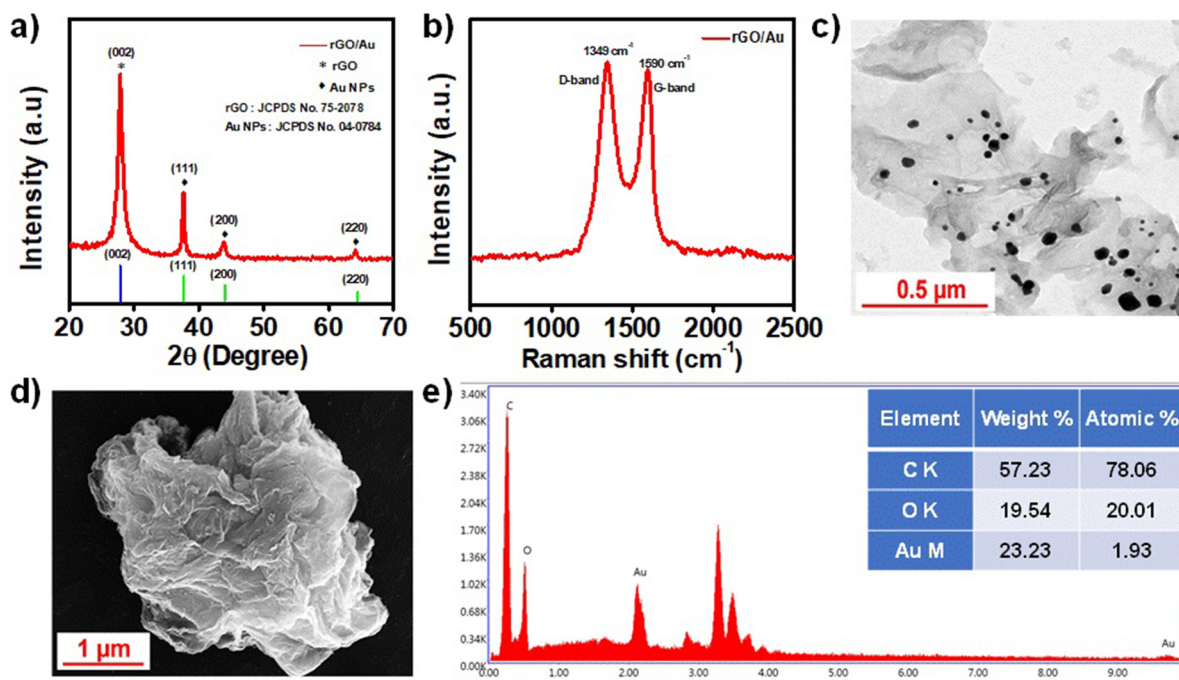 a)
(002)
*
rGO/Au
* rGO
♦ Au NPs
rGO : JCPDS No. 75-2078
Au NPs : JCPDS No. 04-0784
(111)
(200)
(220)
(002)
(111)
(200)
(220)
Intensity (a.u)
20 30 40 50 60 70
2θ (Degree)
b)
rGO/Au
1349 cm⁻¹
1590 cm⁻¹
D-band
G-band
Intensity (a.u.)
500 1000 1500 2000 2500
Raman shift (cm⁻¹)
c)
0.5 µm
d)
1 µm
e)
3.40K
3.06K
2.72K
2.38K
2.04K
1.70K
1.36K
1.02K
0.68K
0.34K
0.00K
C
O
Au
Au
0.00 1.00 2.00 3.00 4.00 5.00 6.00 7.00 8.00 9.00
Element Weight % Atomic %
C K 57.23 78.06
O K 19.54 20.01
Au M 23.23 1.93